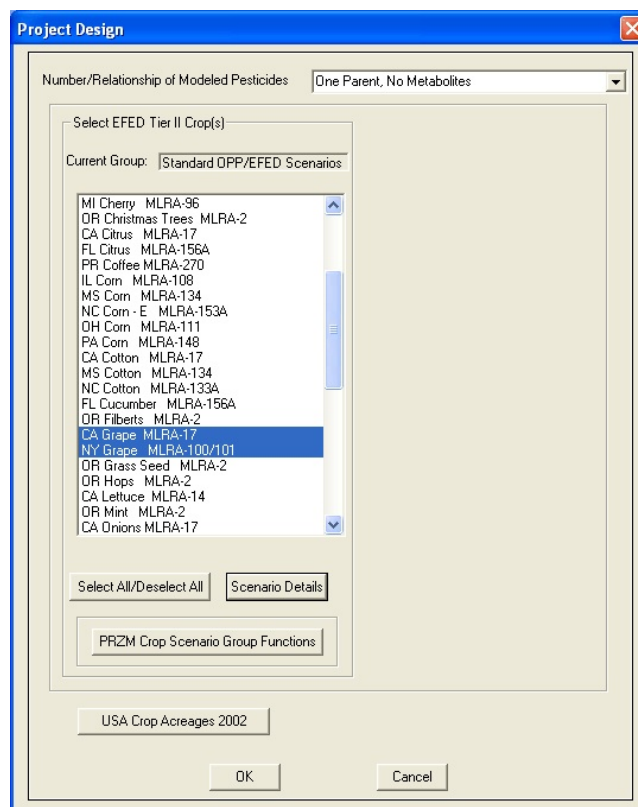 Project Design
Number/Relationship of Modeled Pesticides One Parent, No Metabolites
Select EFED Tier II Crop(s)
Current Group: Standard OPP/EFED Scenarios
MI Cherry MLRA-96
OR Christmas Trees MLRA-2
CA Citrus MLRA-17
FL Citrus MLRA-156A
PR Coffee MLRA-270
IL Corn MLRA-108
MS Corn MLRA-134
NC Corn - E MLRA-153A
OH Corn MLRA-111
PA Corn MLRA-148
CA Cotton MLRA-17
MS Cotton MLRA-134
NC Cotton MLRA-133A
FL Cucumber MLRA-156A
OR Filberts MLRA-2
CA Grape MLRA-17
NY Grape MLRA-100/101
OR Grass Seed MLRA-2
OR Hops MLRA-2
CA Lettuce MLRA-14
OR Mint MLRA-2
CA Onions MLRA-17
Select All/Deselect All Scenario Details
PRZM Crop Scenario Group Functions
USA Crop Acreages 2002
OK Cancel